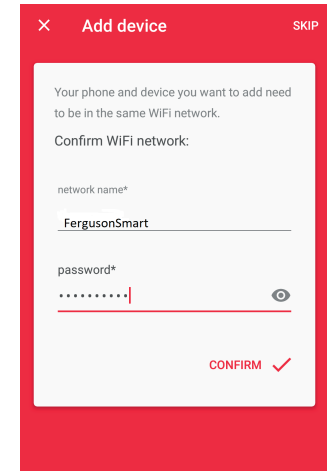 Add device SKIP
Your phone and device you want to add need
to be in the same WiFi network.
Confirm WiFi network:
network name*
FergusonSmart
password*
••••••••••
CONFIRM